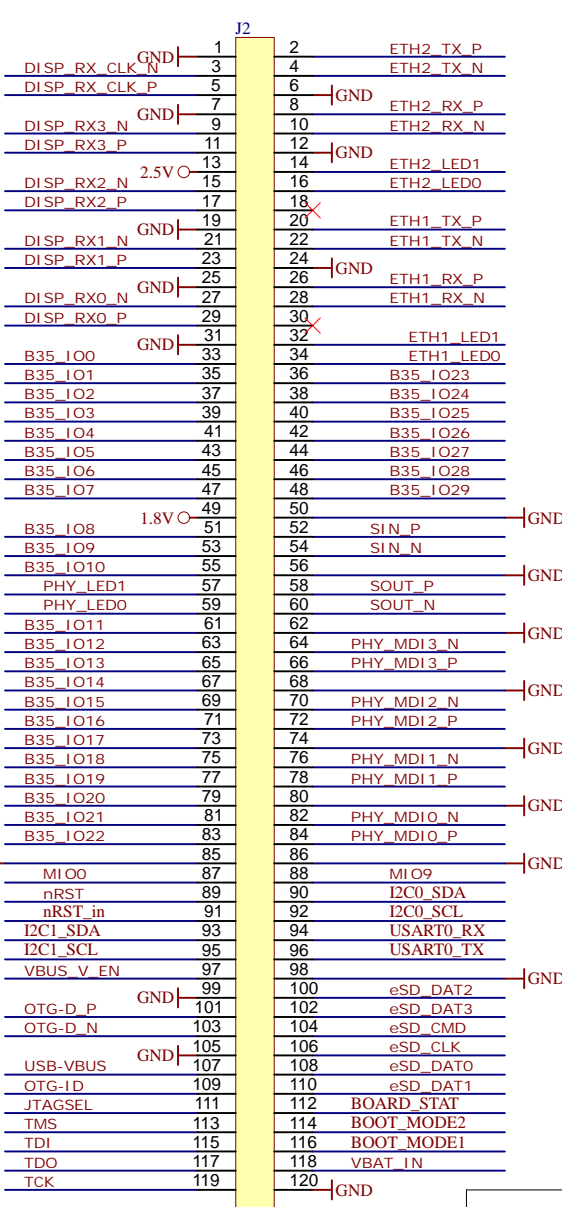 J2
GND 1 2 ETH2_TX_P
DISP_RX_CLK_N 3 4 ETH2_TX_N
DISP_RX_CLK_P 5 6 GND
GND 7 8 ETH2_RX_P
DISP_RX3_N 9 10 ETH2_RX_N
DISP_RX3_P 11 12 GND
2.5V 13 14 ETH2_LED1
DISP_RX2_N 15 16 ETH2_LED0
DISP_RX2_P 17 18
GND 19 20 ETH1_TX_P
DISP_RX1_N 21 22 ETH1_TX_N
DISP_RX1_P 23 24 GND
GND 25 26 ETH1_RX_P
DISP_RX0_N 27 28 ETH1_RX_N
DISP_RX0_P 29 30
GND 31 32 ETH1_LED1
B35_IO0 33 34 ETH1_LED0
B35_IO1 35 36 B35_IO23
B35_IO2 37 38 B35_IO24
B35_IO3 39 40 B35_IO25
B35_IO4 41 42 B35_IO26
B35_IO5 43 44 B35_IO27
B35_IO6 45 46 B35_IO28
B35_IO7 47 48 B35_IO29
1.8V 49 50 GND
B35_IO8 51 52 SIN_P
B35_IO9 53 54 SIN_N
B35_IO10 55 56 GND
PHY_LED1 57 58 SOUT_P
PHY_LED0 59 60 SOUT_N
B35_IO11 61 62 GND
B35_IO12 63 64 PHY_MDI3_N
B35_IO13 65 66 PHY_MDI3_P
B35_IO14 67 68 GND
B35_IO15 69 70 PHY_MDI2_N
B35_IO16 71 72 PHY_MDI2_P
B35_IO17 73 74 GND
B35_IO18 75 76 PHY_MDI1_N
B35_IO19 77 78 PHY_MDI1_P
B35_IO20 79 80 GND
B35_IO21 81 82 PHY_MDI0_N
B35_IO22 83 84 PHY_MDI0_P
85 86 GND
MIO0 87 88 MIO9
nRST 89 90 I2C0_SDA
nRST_in 91 92 I2C0_SCL
I2C1_SDA 93 94 USART0_RX
I2C1_SCL 95 96 USART0_TX
VBUS_V_EN 97 98 GND
GND 99 100 eSD_DAT2
OTG-D_P 101 102 eSD_DAT3
OTG-D_N 103 104 eSD_CMD
GND 105 106 eSD_CLK
USB-VBUS 107 108 eSD_DAT0
OTG-ID 109 110 eSD_DAT1
JTAGSEL 111 112 BOARD_STAT
TMS 113 114 BOOT_MODE2
TDI 115 116 BOOT_MODE1
TDO 117 118 VBAT_IN
TCK 119 120 GND